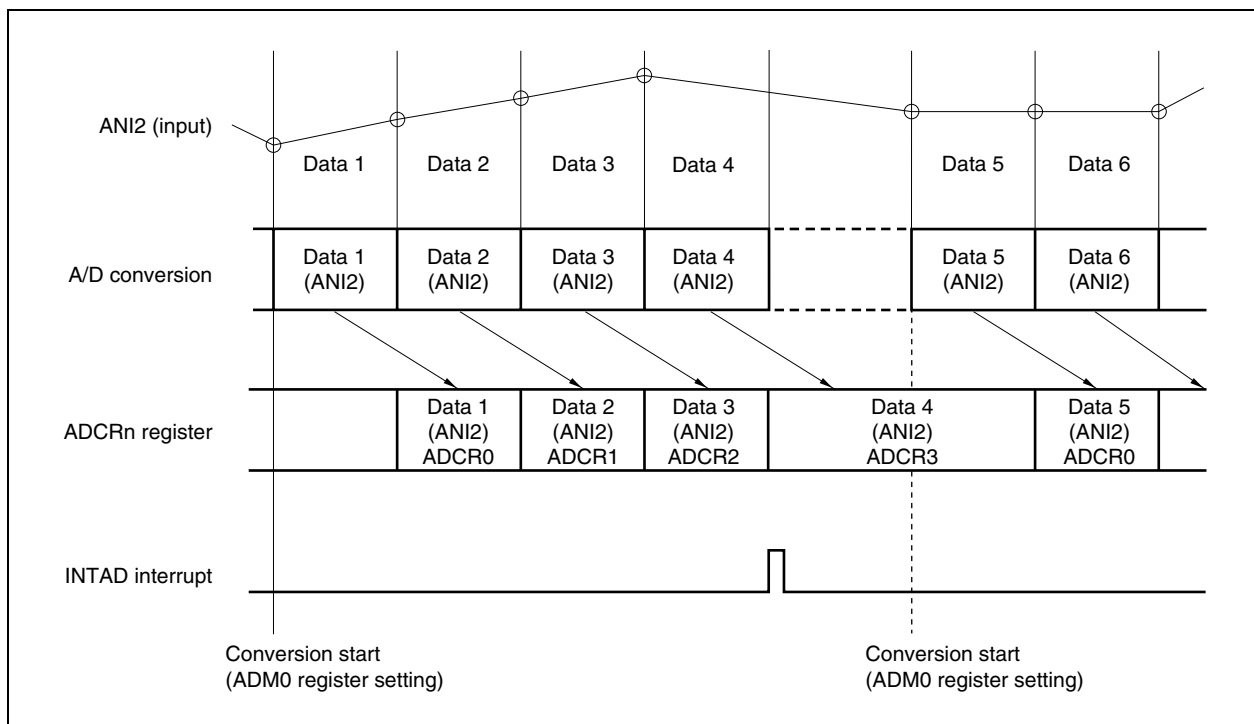 ANI2 (input)
Data 1
Data 2
Data 3
Data 4
Data 5
Data 6
A/D conversion
Data 1
(ANI2)
Data 2
(ANI2)
Data 3
(ANI2)
Data 4
(ANI2)
Data 5
(ANI2)
Data 6
(ANI2)
ADCRn register
Data 1
(ANI2)
ADCR0
Data 2
(ANI2)
ADCR1
Data 3
(ANI2)
ADCR2
Data 4
(ANI2)
ADCR3
Data 5
(ANI2)
ADCR0
INTAD interrupt
Conversion start
(ADM0 register setting)
Conversion start
(ADM0 register setting)